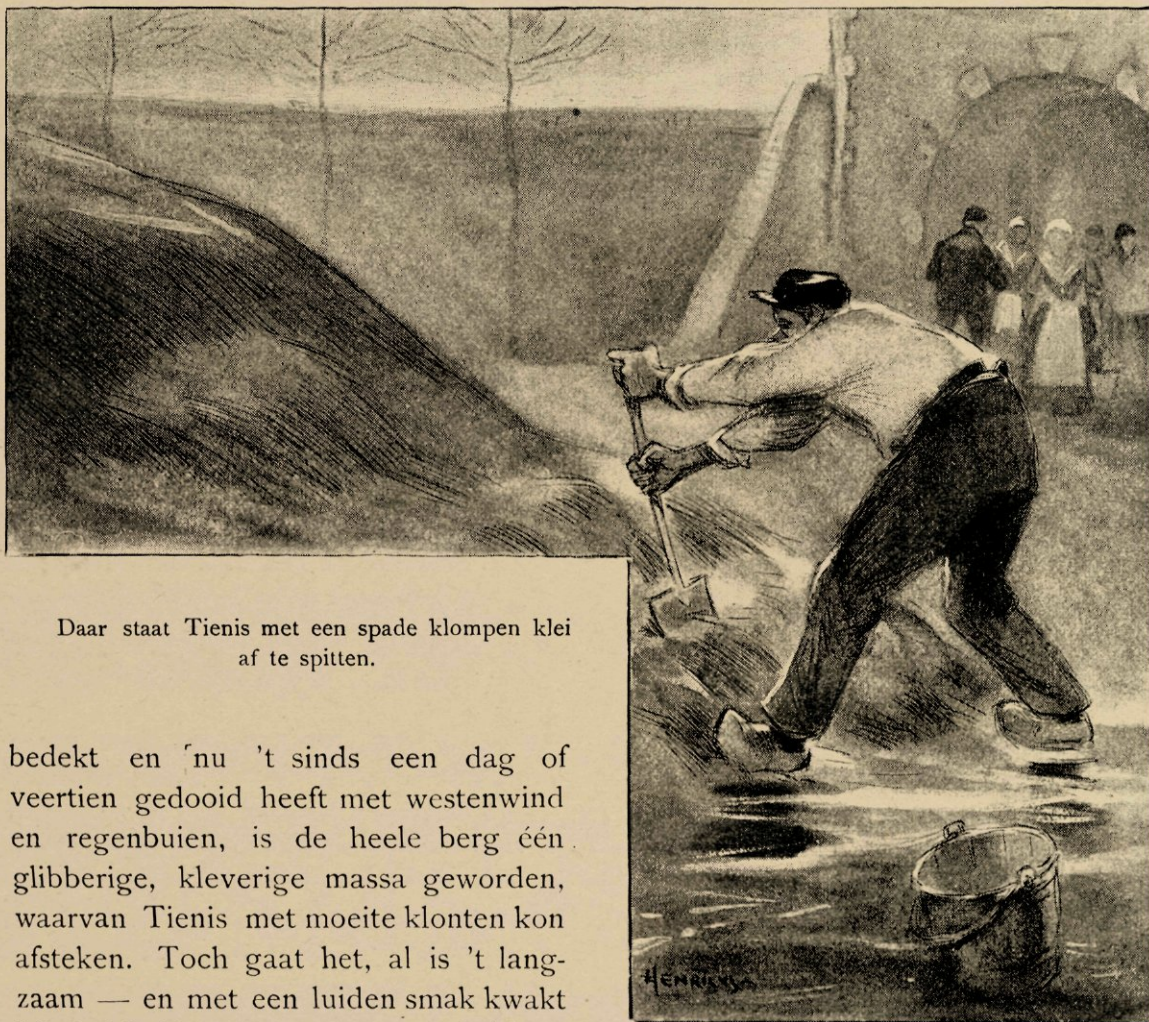 Daar staat Tienis met een spade klompen klei
af te spitten.
bedekt en 'nu 't sinds een dag of
veertien gedooid heeft met westenwind
en regenbuien, is de heele berg één
glibberige, kleverige massa geworden,
waarvan Tienis met moeite klonten kon
afsteken. Toch gaat het, al is 't lang-
zaam — en met een luiden smak kwakt